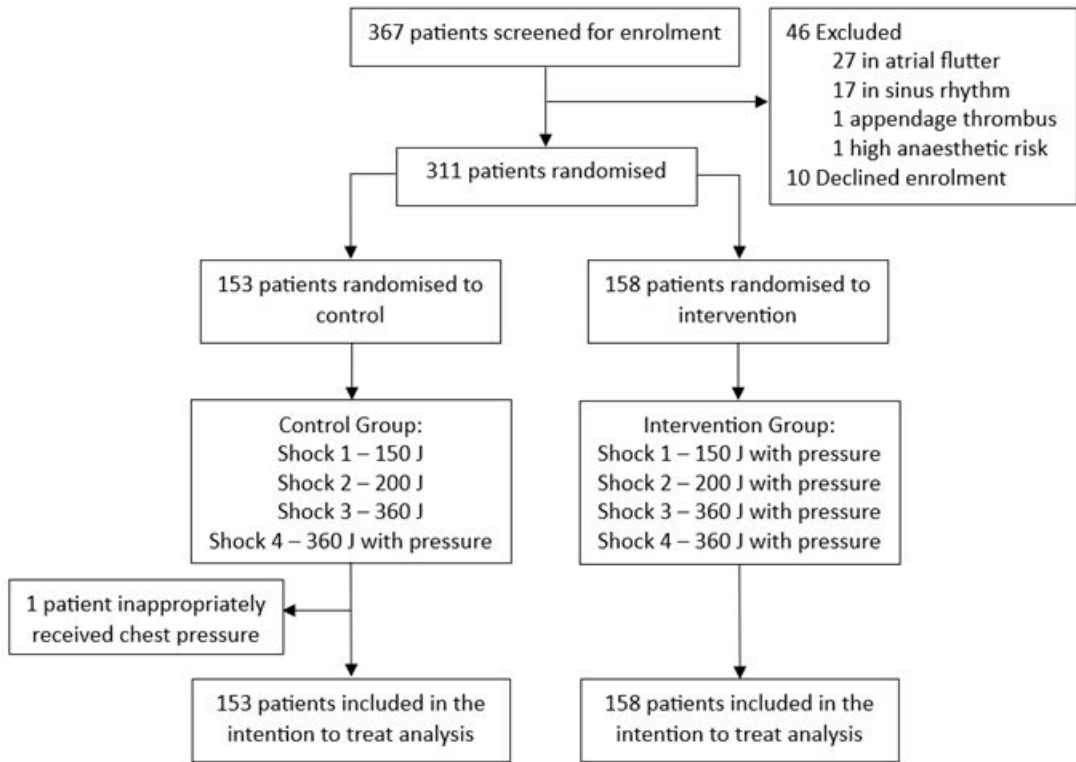 367 patients screened for enrolment
46 Excluded
27 in atrial flutter
17 in sinus rhythm
1 appendage thrombus
1 high anaesthetic risk
10 Declined enrolment
311 patients randomised
153 patients randomised to
control
158 patients randomised to
intervention
Control Group:
Shock 1 – 150 J
Shock 2 – 200 J
Shock 3 – 360 J
Shock 4 – 360 J with pressure
Intervention Group:
Shock 1 – 150 J with pressure
Shock 2 – 200 J with pressure
Shock 3 – 360 J with pressure
Shock 4 – 360 J with pressure
1 patient inappropriately
received chest pressure
153 patients included in the
intention to treat analysis
158 patients included in the
intention to treat analysis